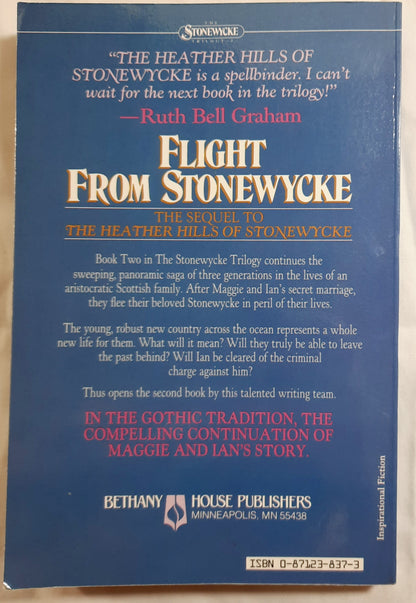 THE
STONEWYCKE
TRILOGY·2
"THE HEATHER HILLS OF
STONEWYCKE is a spellbinder. I can't
wait for the next book in the trilogy!"
—Ruth Bell Graham
FLIGHT
FROM STONEWYCKE
THE SEQUEL TO
THE HEATHER HILLS OF STONEWYCKE
Book Two in The Stonewycke Trilogy continues the
sweeping, panoramic saga of three generations in the lives of an
aristocratic Scottish family. After Maggie and Ian's secret marriage,
they flee their beloved Stonewycke in peril of their lives.
The young, robust new country across the ocean represents a whole
new life for them. What will it mean? Will they truly be able to leave
the past behind? Will Ian be cleared of the criminal
charge against him?
Thus opens the second book by this talented writing team.
IN THE GOTHIC TRADITION, THE
COMPELLING CONTINUATION OF
MAGGIE AND IAN'S STORY.
BETHANY HOUSE PUBLISHERS
MINNEAPOLIS, MN 55438
Inspirational Fiction
ISBN 0-87123-837-3